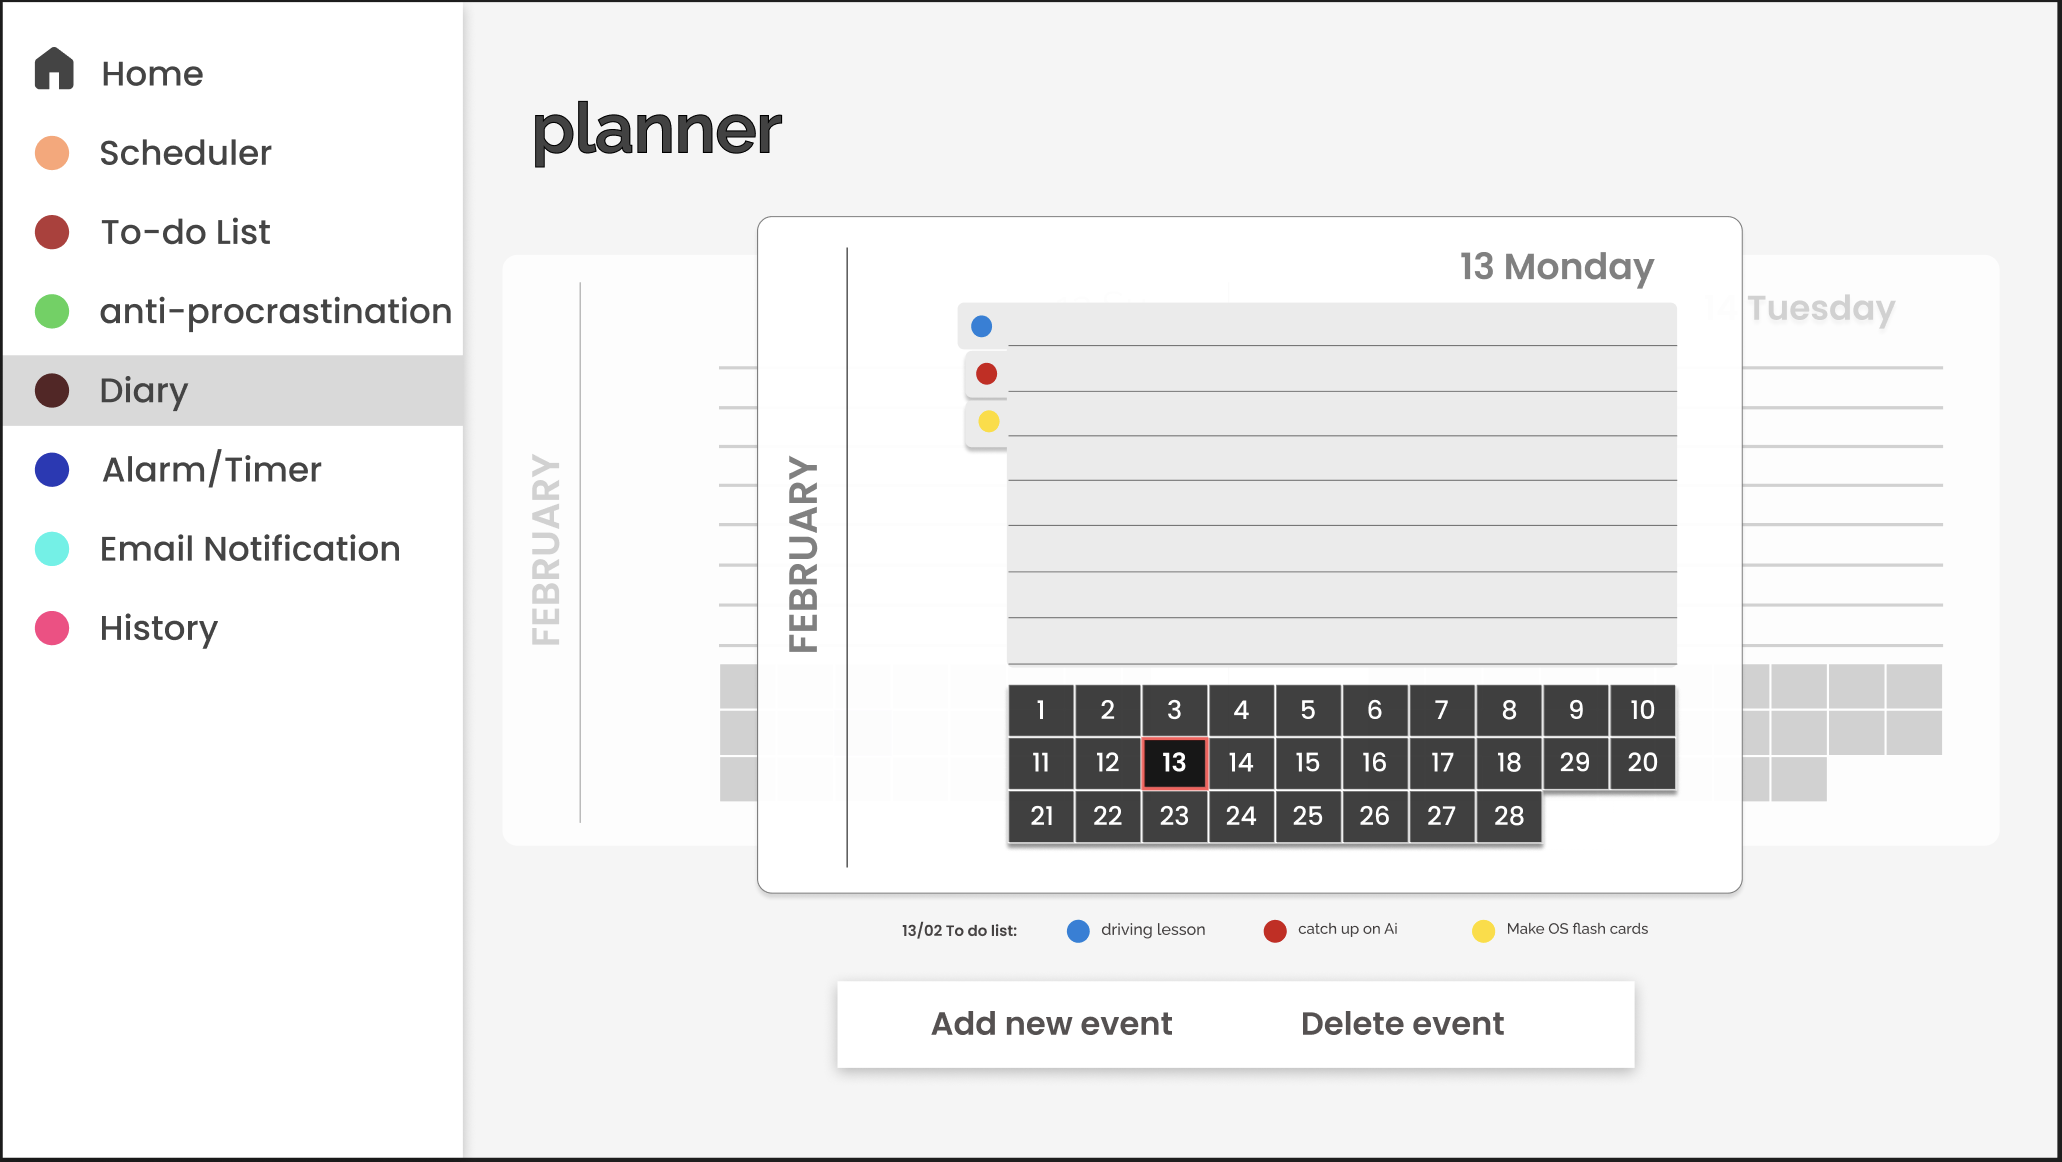 Home
Scheduler
To-do List
anti-procrastination
Diary
Alarm/Timer
Email Notification
History
planner
FEBRUARY
FEBRUARY
13 Monday
Tuesday
1 2 3 4 5 6 7 8 9 10
11 12 13 14 15 16 17 18 29 20
21 22 23 24 25 26 27 28
13/02 To do list: driving lesson catch up on Ai Make OS flash cards
Add new event Delete event